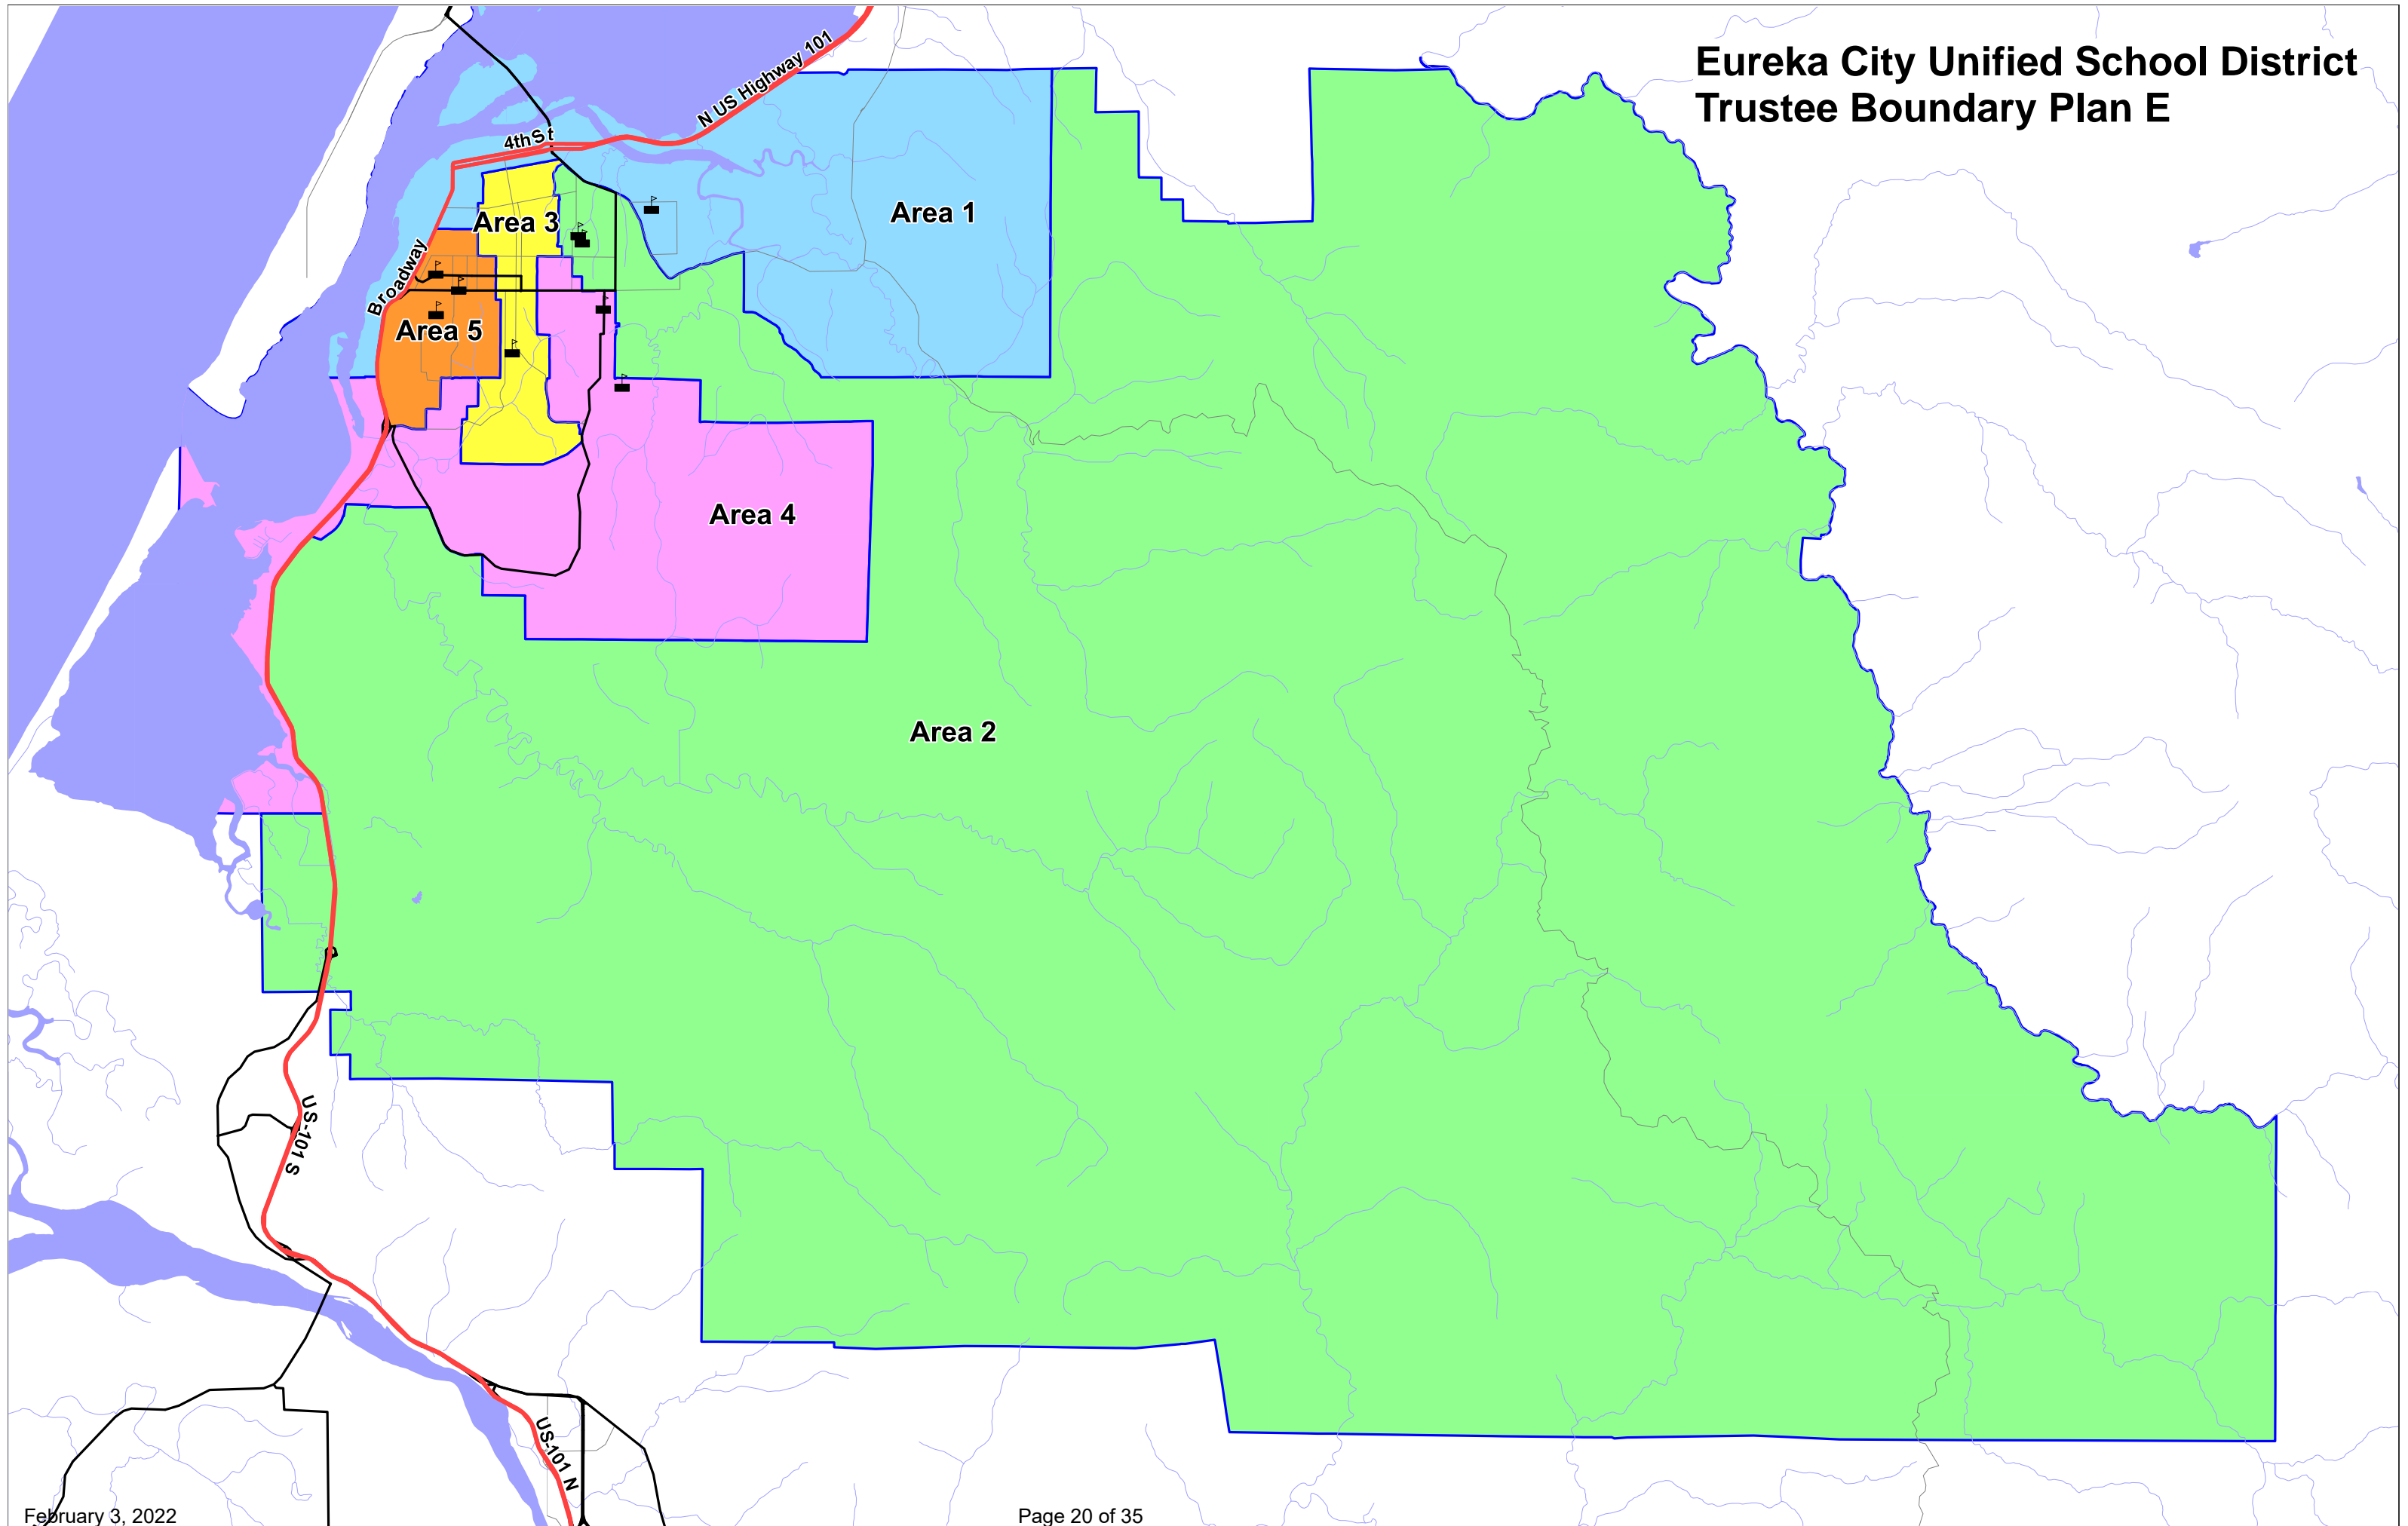 Eureka City Unified School District
Trustee Boundary Plan E
N US Highway 101
4th St
Area 1
Area 3
Broadway
Area 5
Area 4
Area 2
US-101 S
US-101 N
February 3, 2022
Page 20 of 35